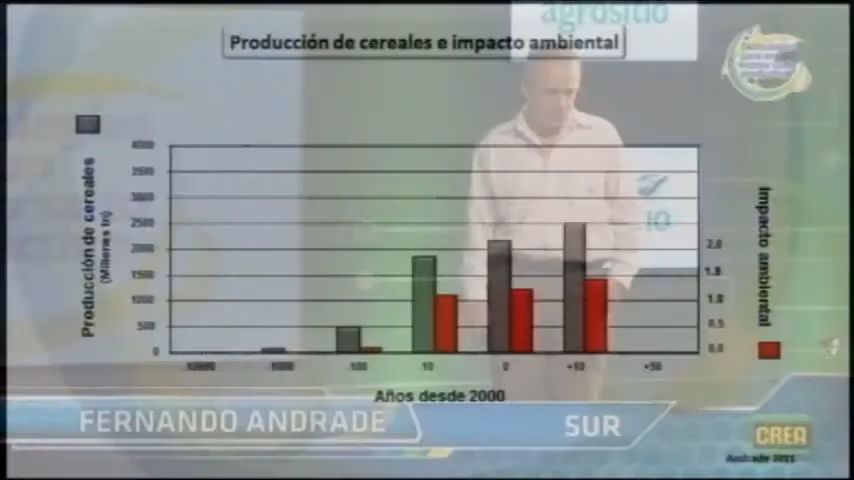 agrositio
Producción de cereales e impacto ambiental
Producción de cereales
(Millones tn)
4000
3500
3000
2500
2000
1500
1000
500
0
2.0
1.5
1.0
0.5
0.0
Impacto ambiental
10000
1000
100
10
0
+10
+50
Años desde 2000
FERNANDO ANDRADE
SUR
CREA
Andrade 2011